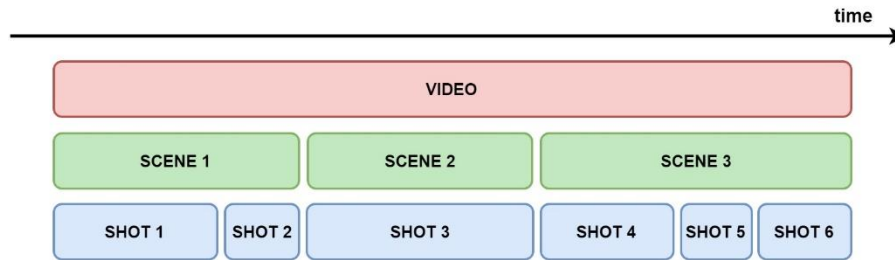 time
VIDEO
SCENE 1 SCENE 2 SCENE 3
SHOT 1 SHOT 2 SHOT 3 SHOT 4 SHOT 5 SHOT 6